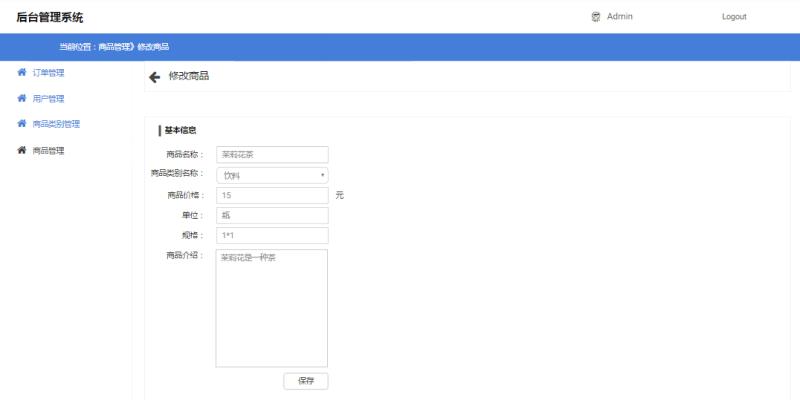 后台管理系统
Admin
Logout
当前位置：商品管理》修改商品
订单管理
用户管理
商品类别管理
商品管理
修改商品
基本信息
商品名称： 茉莉花茶
商品类别名称： 饮料
商品价格： 15 元
单位： 瓶
规格： 1*1
商品介绍： 茉莉花是一种茶
保存